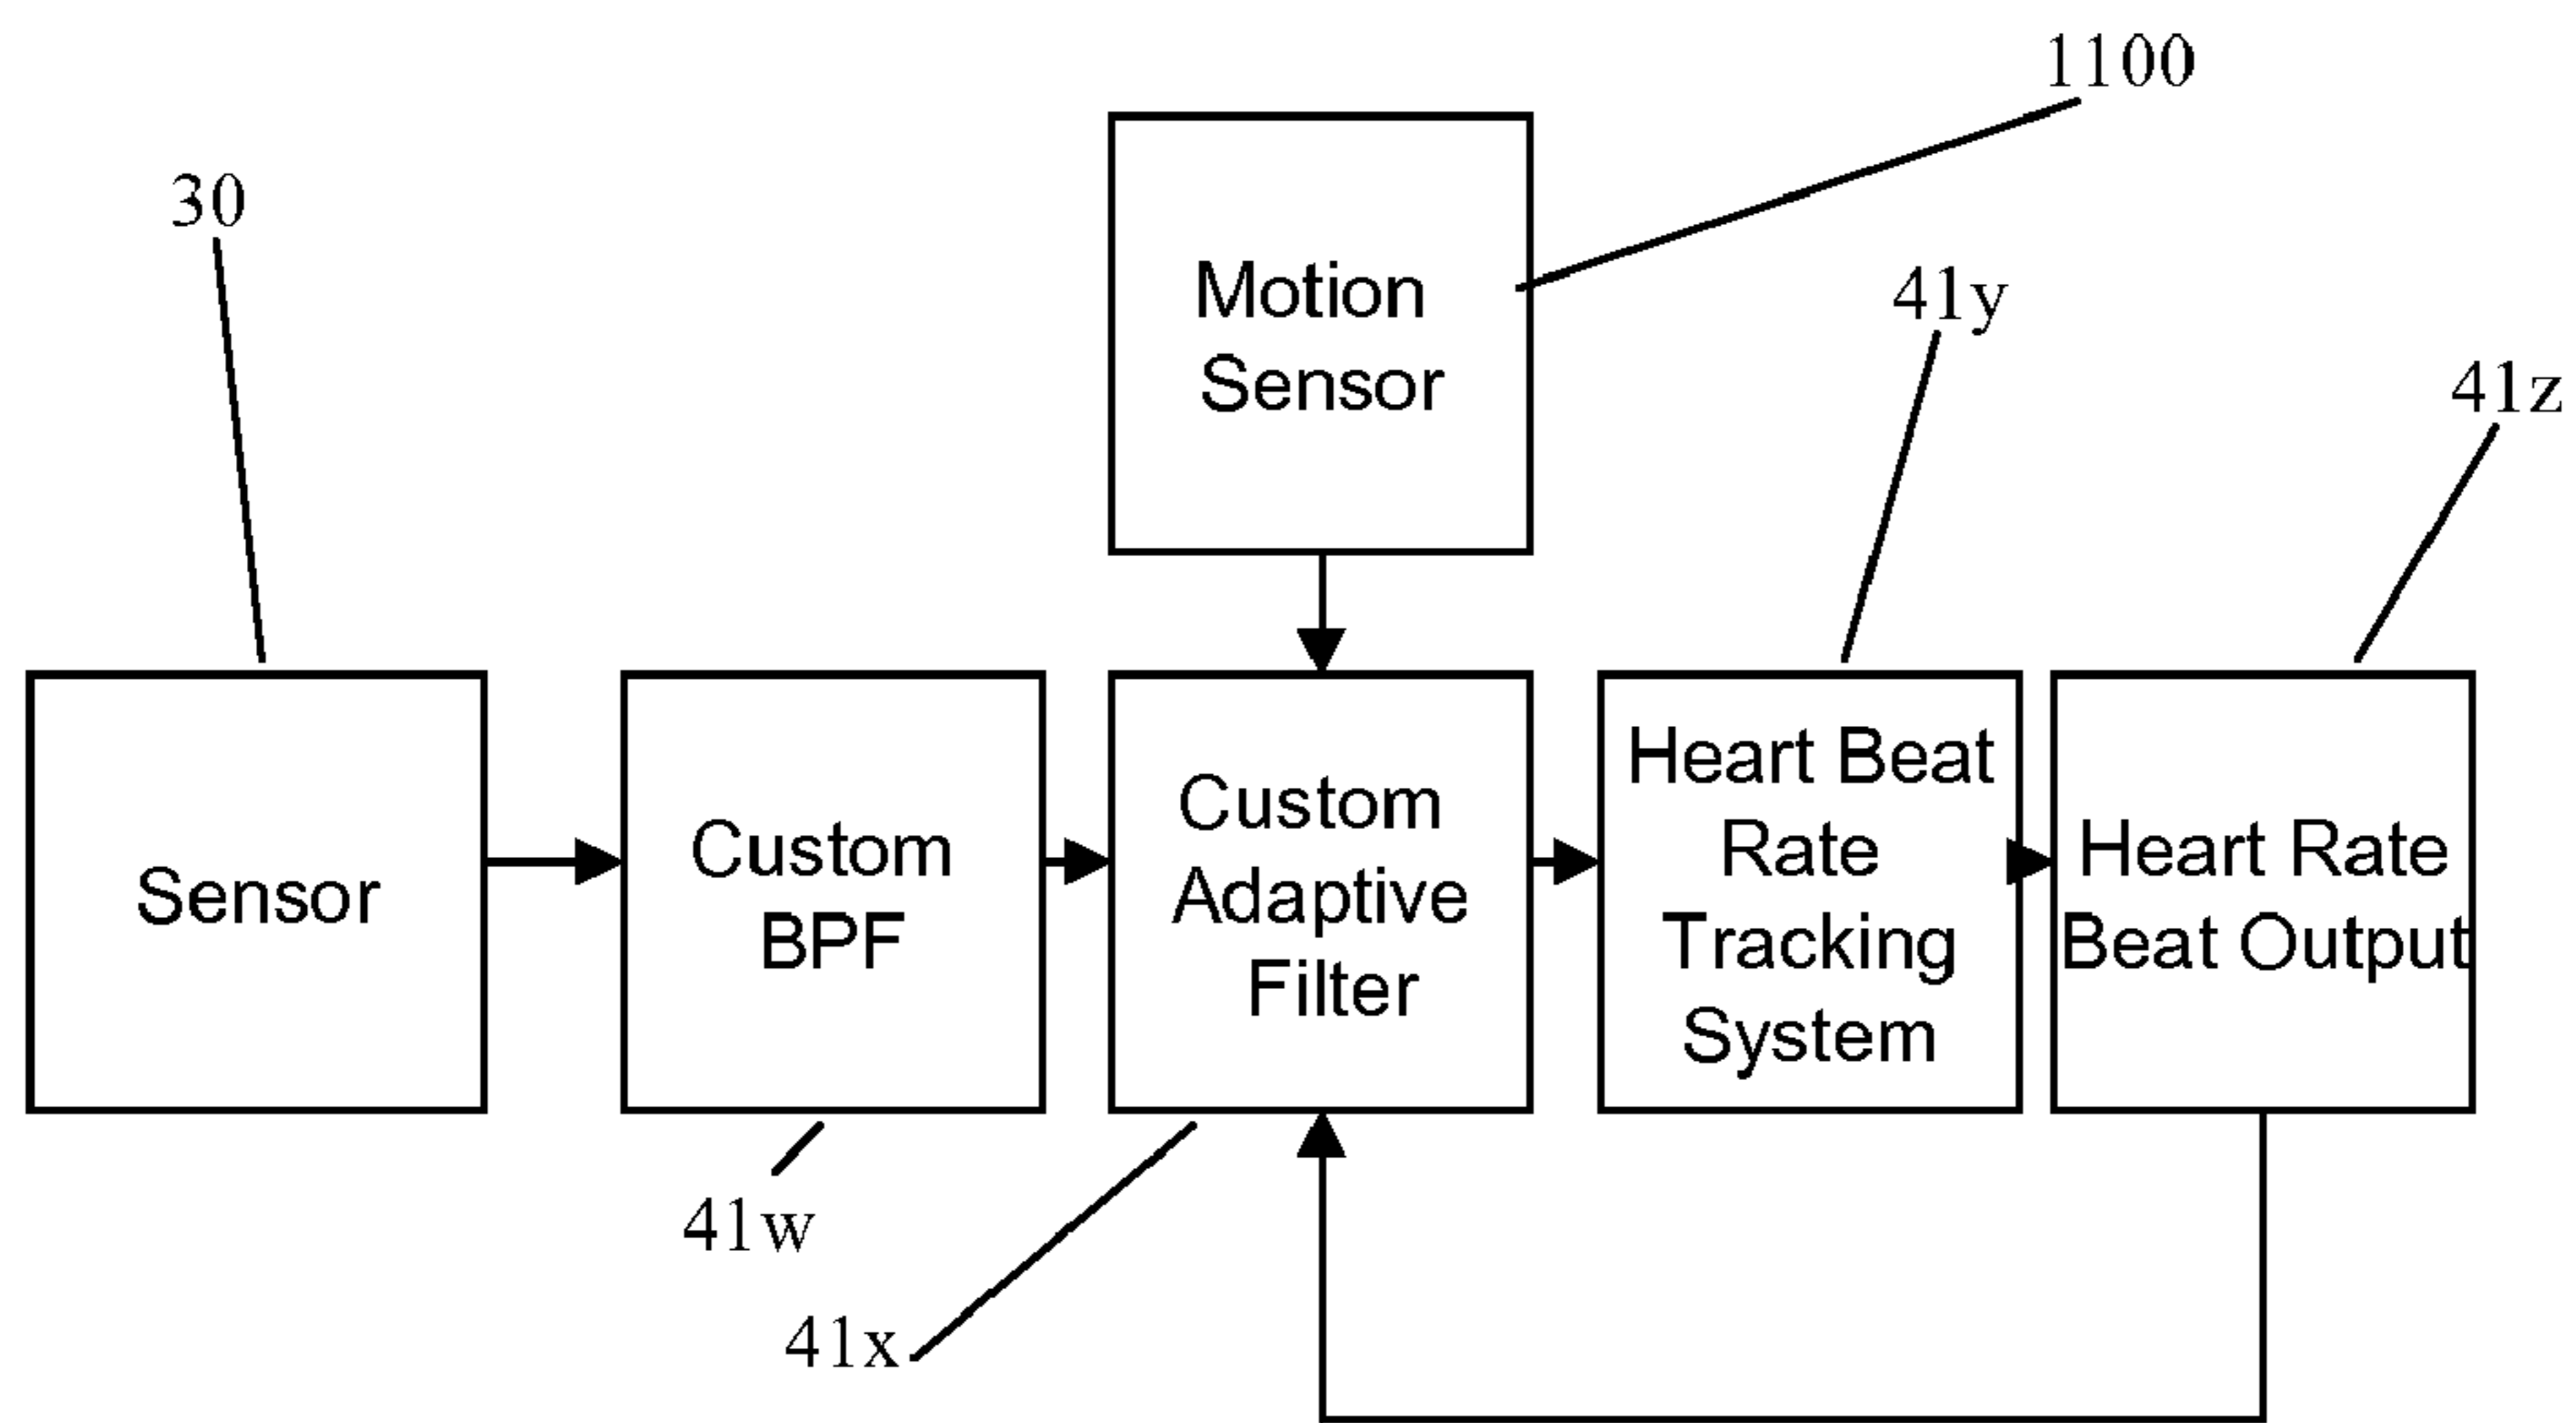 1100
30
Motion
Sensor
41y
41z
Sensor
Custom
BPF
Custom
Adaptive
Filter
Heart Beat
Rate
Tracking
System
Heart Rate
Beat Output
41w
41x